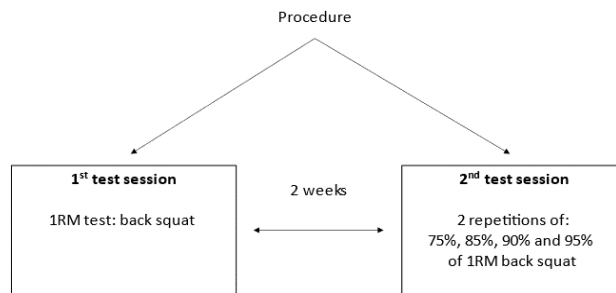 Procedure
1st test session
1RM test: back squat
2 weeks
2nd test session
2 repetitions of:
75%, 85%, 90% and 95%
of 1RM back squat